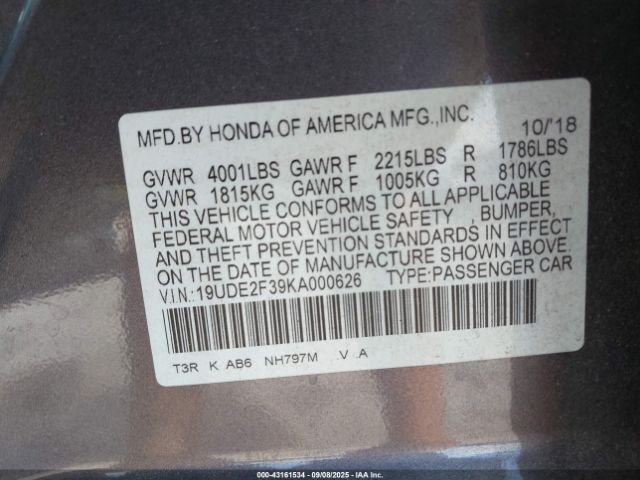 MFD.BY HONDA OF AMERICA MFG.,INC. 10/'18
GVWR 4001LBS GAWR F 2215LBS R 1786LBS
GVWR 1815KG GAWR F 1005KG R 810KG
THIS VEHICLE CONFORMS TO ALL APPLICABLE
FEDERAL MOTOR VEHICLE SAFETY , BUMPER,
AND THEFT PREVENTION STANDARDS IN EFFECT
ON THE DATE OF MANUFACTURE SHOWN ABOVE.
V.I.N.:19UDE2F39KA000626 TYPE:PASSENGER CAR
T3R K AB6 NH797M .V .A
000-43161534 - 09/08/2025 - IAA Inc.